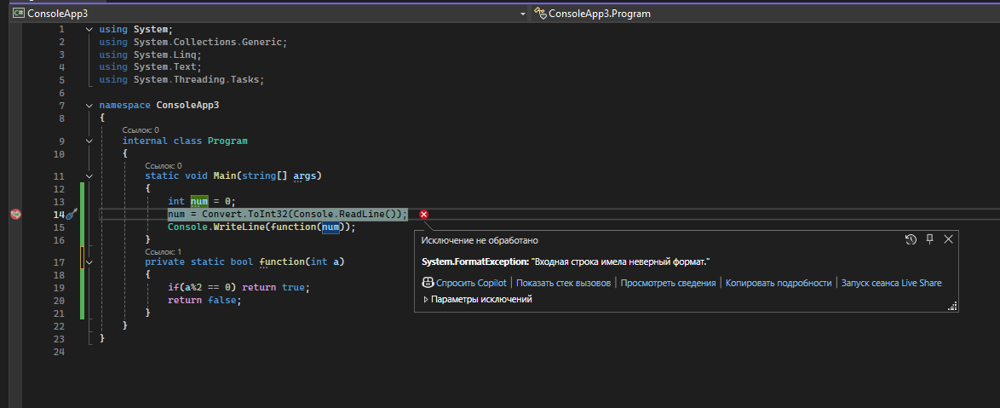 C# ConsoleApp3
ConsoleApp3.Program
1 using System;
2 using System.Collections.Generic;
3 using System.Linq;
4 using System.Text;
5 using System.Threading.Tasks;
6
7 namespace ConsoleApp3
8 {
Ссылок: 0
9 internal class Program
10 {
Ссылок: 0
11 static void Main(string[] args)
12 {
13 int num = 0;
14 num = Convert.ToInt32(Console.ReadLine());
15 Console.WriteLine(function(num));
16 }
Ссылок: 1
17 private static bool function(int a)
18 {
19 if(a%2 == 0) return true;
20 return false;
21 }
22 }
23 }
24
Исключение не обработано
System.FormatException: "Входная строка имела неверный формат."
Спросить Copilot | Показать стек вызовов | Просмотреть сведения | Копировать подробности | Запуск сеанса Live Share
Параметры исключений